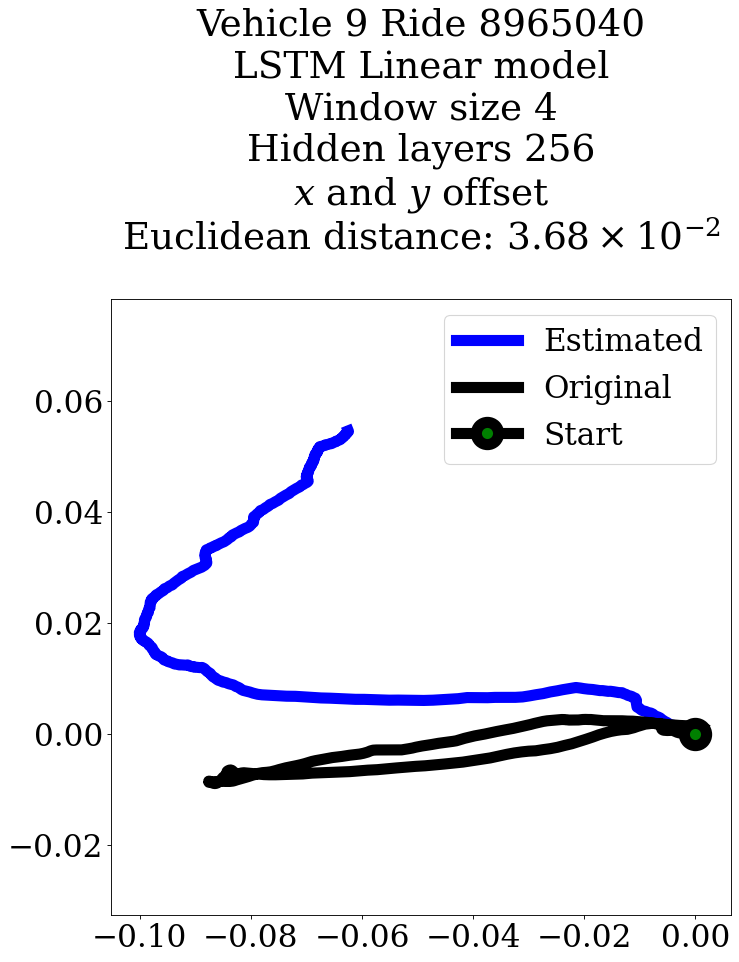 Vehicle 9 Ride 8965040
LSTM Linear model
Window size 4
Hidden layers 256
x and y offset
Euclidean distance: 3.68 × 10⁻²
Estimated
Original
Start
0.06
0.04
0.02
0.00
−0.02
−0.10 −0.08 −0.06 −0.04 −0.02 0.00